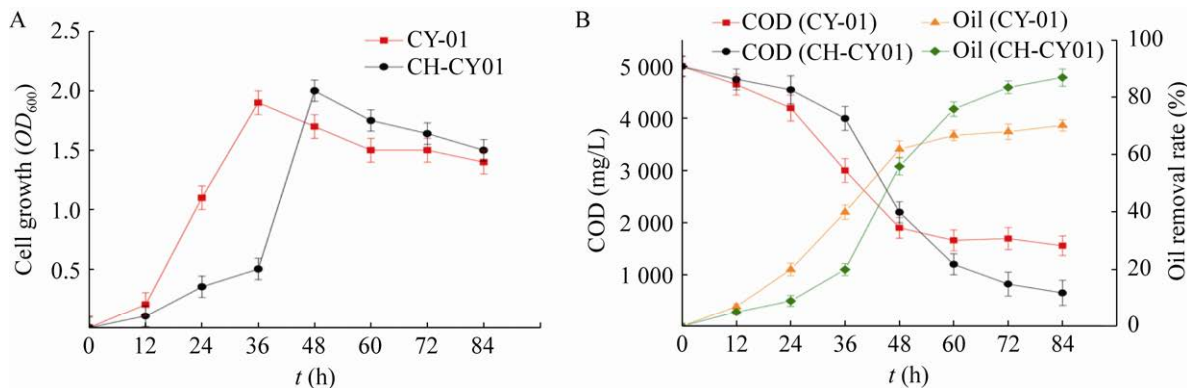 A
2.5
2.0
1.5
1.0
0.5
0
12
24
36
48
60
72
84
Cell growth (OD600)
t (h)
CY-01
CH-CY01
B
COD (CY-01)
COD (CH-CY01)
Oil (CY-01)
Oil (CH-CY01)
5 000
4 000
3 000
2 000
1 000
COD (mg/L)
0
12
24
36
48
60
72
84
t (h)
100
80
60
40
20
0
Oil removal rate (%)